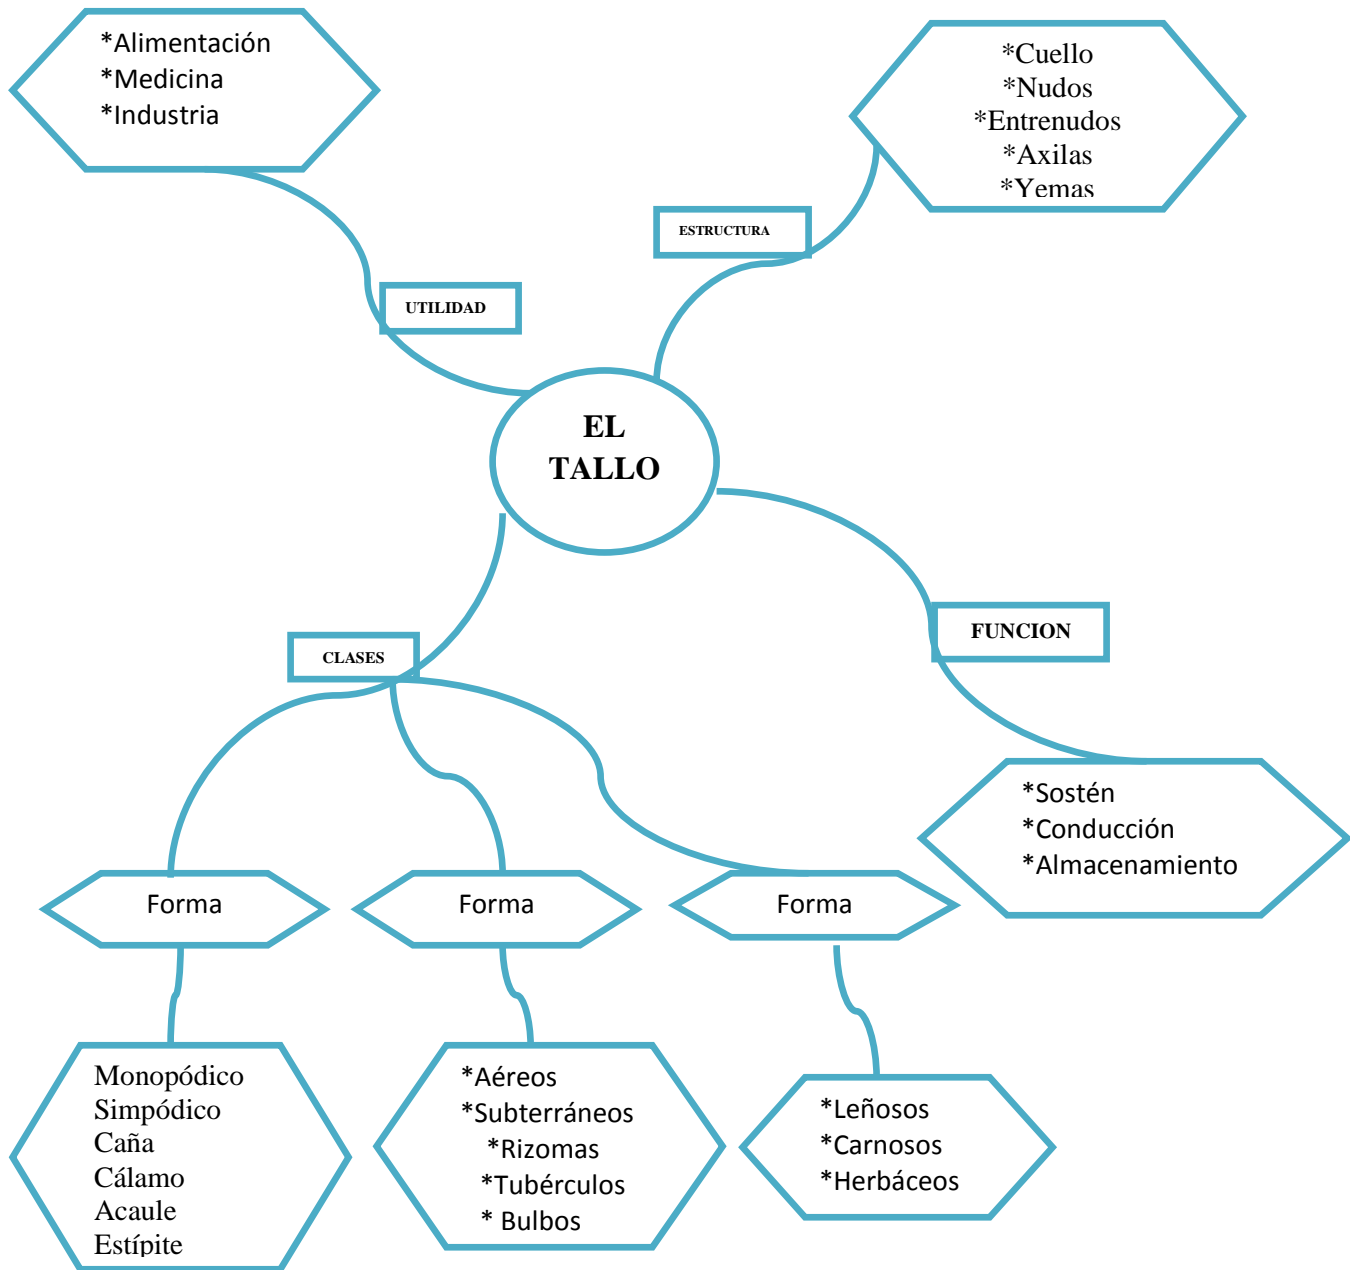 *Alimentación
*Medicina
*Industria
*Cuello
*Nudos
*Entrenudos
*Axilas
*Yemas
ESTRUCTURA
UTILIDAD
EL
TALLO
FUNCION
CLASES
*Sostén
*Conducción
*Almacenamiento
Forma
Forma
Forma
Monopódico
Simpódico
Caña
Cálamo
Acaule
Estípite
*Aéreos
*Subterráneos
*Rizomas
*Tubérculos
* Bulbos
*Leñosos
*Carnosos
*Herbáceos